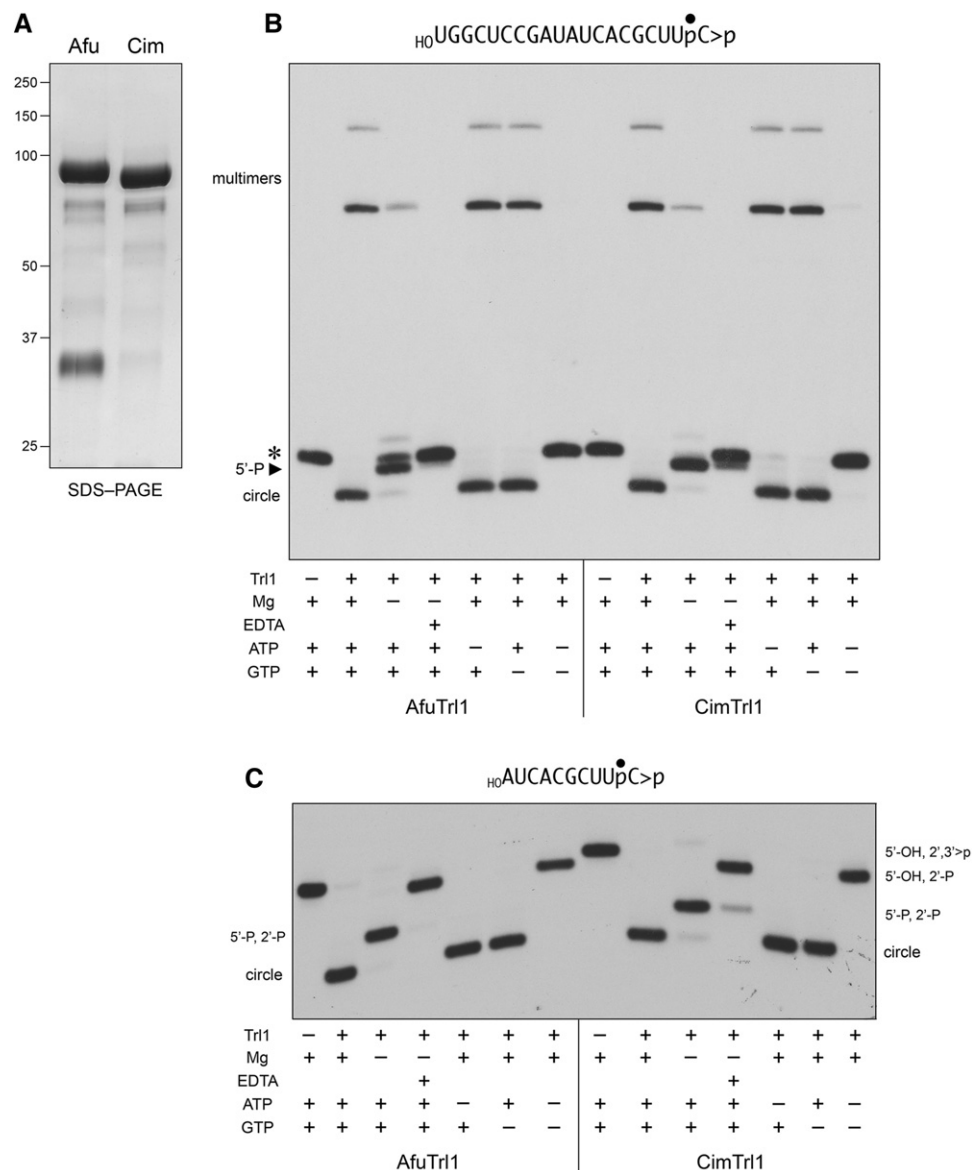 A
Afu Cim
250
150
100
50
37
25
SDS–PAGE
B
HOUGGCUCCGAUAUCACGCUUpC>p
multimers
*
5'-P
circle
Trl1 – + + + + + + – + + + + + +
Mg + + – – + + + + + – – + + +
EDTA + +
ATP + + + + – + – + + + + – + –
GTP + + + + + – – + + + + + – –
AfuTrl1 CimTrl1
C
HOAUCACGCUUpC>p
5'-P, 2'-P
circle
5'-OH, 2',3'>p
5'-OH, 2'-P
5'-P, 2'-P
circle
Trl1 – + + + + + + – + + + + + +
Mg + + – – + + + + + – – + + +
EDTA + +
ATP + + + + – + – + + + + – + –
GTP + + + + + – – + + + + + – –
AfuTrl1 CimTrl1